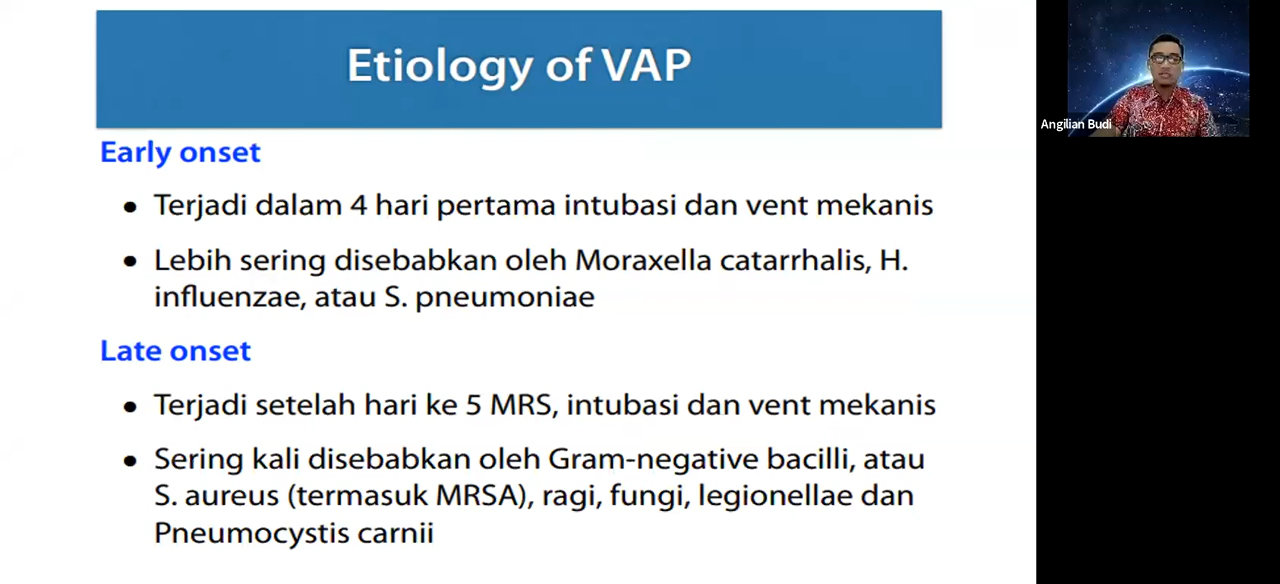 Etiology of VAP
Early onset
• Terjadi dalam 4 hari pertama intubasi dan vent mekanis
• Lebih sering disebabkan oleh Moraxella catarrhalis, H.
influenzae, atau S. pneumoniae
Late onset
• Terjadi setelah hari ke 5 MRS, intubasi dan vent mekanis
• Sering kali disebabkan oleh Gram-negative bacilli, atau
S. aureus (termasuk MRSA), ragi, fungi, legionellae dan
Pneumocystis carnii
Angilian Budi